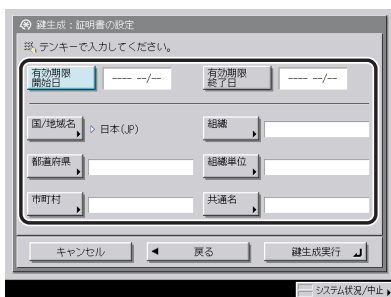 鍵生成：証明書の設定
テンキーで入力してください。
有効期限開始日 ---- --/-- 有効期限終了日 ---- --/--
国/地域名 日本(JP) 組織
都道府県 組織単位
市町村 共通名
キャンセル 戻る 鍵生成実行
システム状況/中止